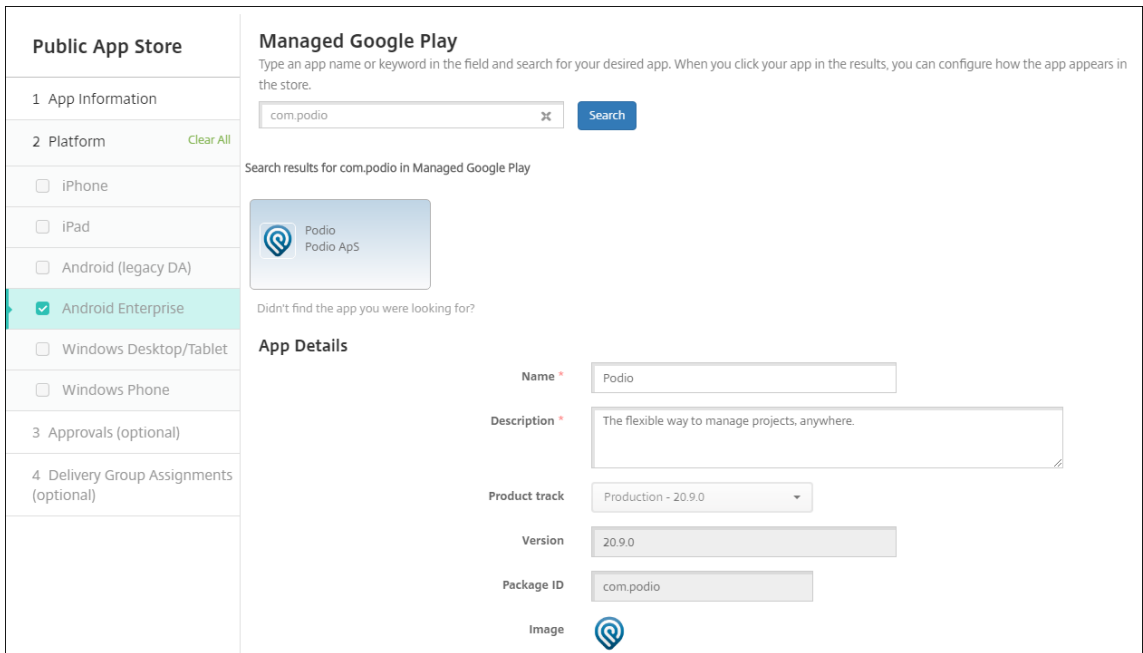 Public App Store
1 App Information
2 Platform
Clear All
iPhone
iPad
Android (legacy DA)
Android Enterprise
Windows Desktop/Tablet
Windows Phone
3 Approvals (optional)
4 Delivery Group Assignments
(optional)
Managed Google Play
Type an app name or keyword in the field and search for your desired app. When you click your app in the results, you can configure how the app appears in
the store.
com.podio
Search
Search results for com.podio in Managed Google Play
Podio
Podio ApS
Didn't find the app you were looking for?
App Details
Name *
Podio
Description *
The flexible way to manage projects, anywhere.
Product track
Production - 20.9.0
Version
20.9.0
Package ID
com.podio
Image